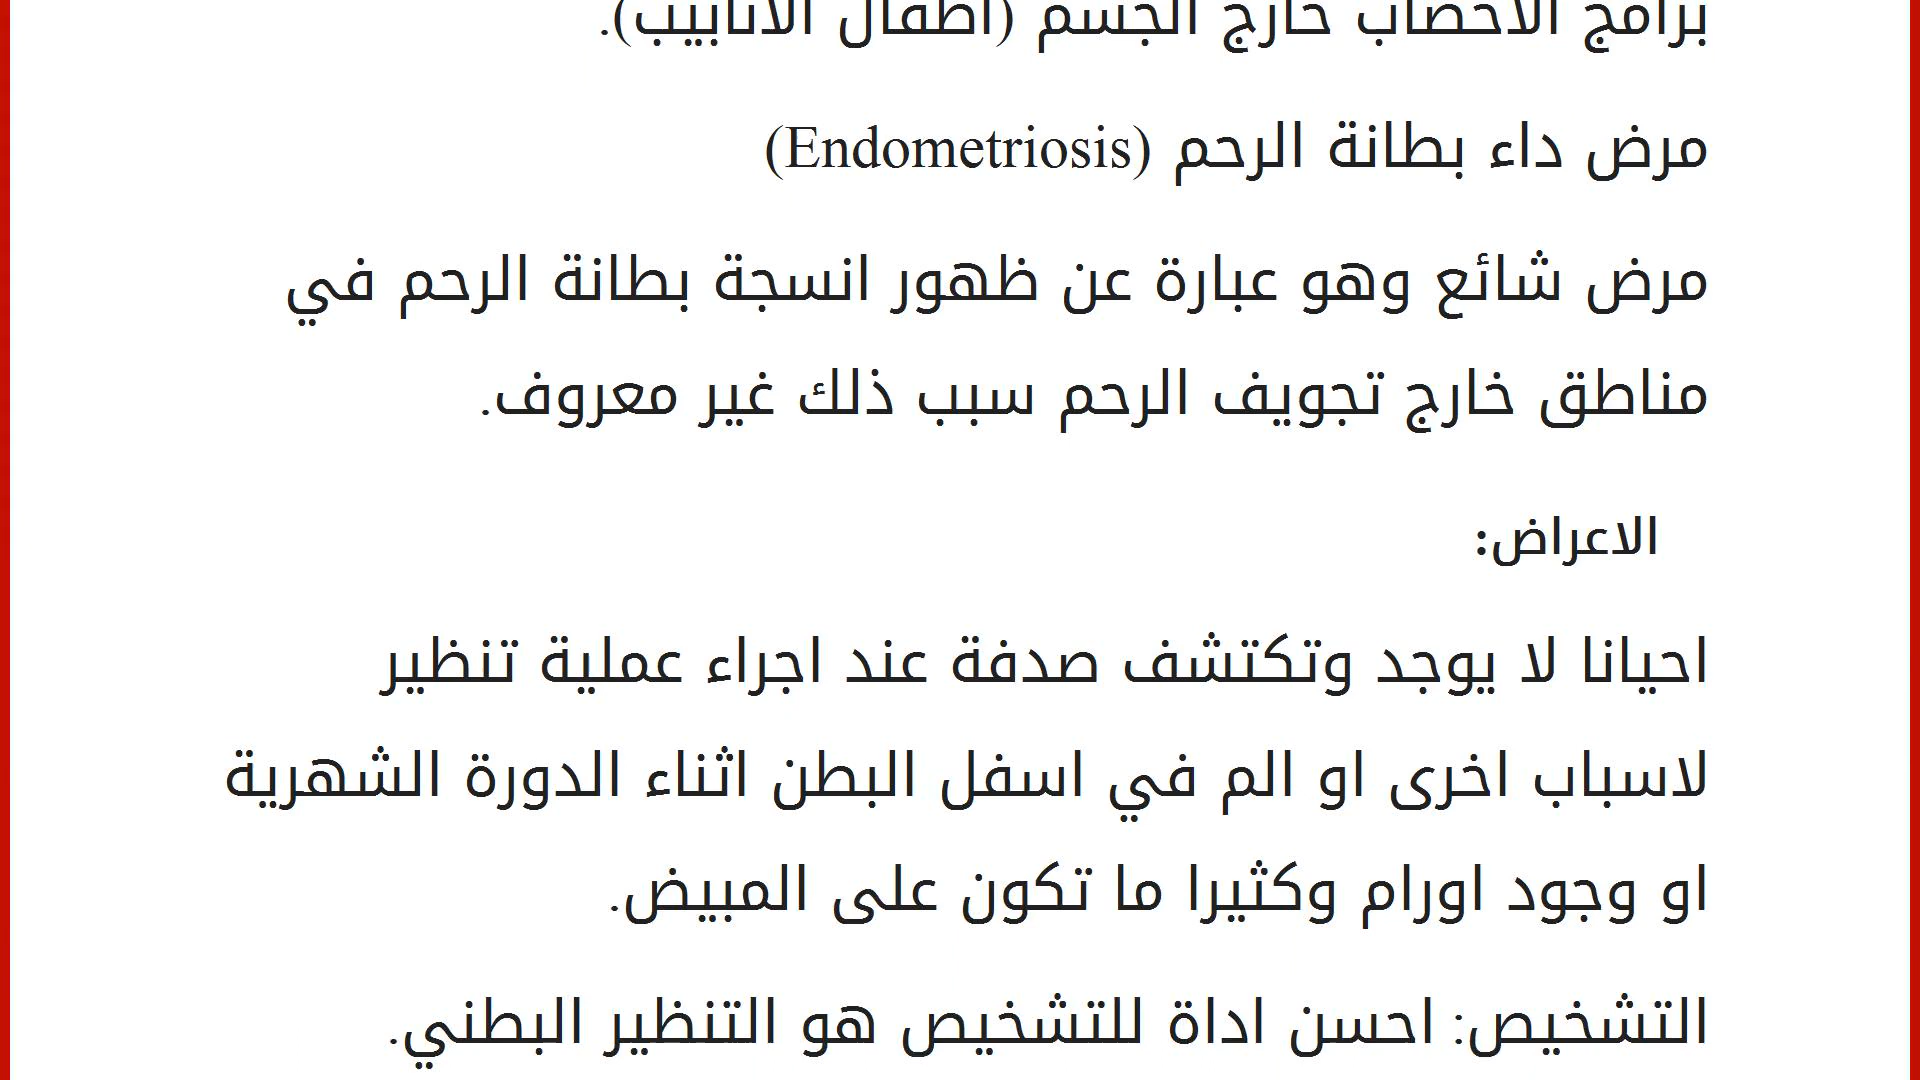 برامج الاخصاب خارج الجسم (اطفال الانابيب).
مرض داء بطانة الرحم (Endometriosis)
مرض شائع وهو عبارة عن ظهور انسجة بطانة الرحم في
مناطق خارج تجويف الرحم سبب ذلك غير معروف.
الاعراض:
احيانا لا يوجد وتكتشف صدفة عند اجراء عملية تنظير
لاسباب اخرى او الم في اسفل البطن اثناء الدورة الشهرية
او وجود اورام وكثيرا ما تكون على المبيض.
التشخيص: احسن اداة للتشخيص هو التنظير البطني.